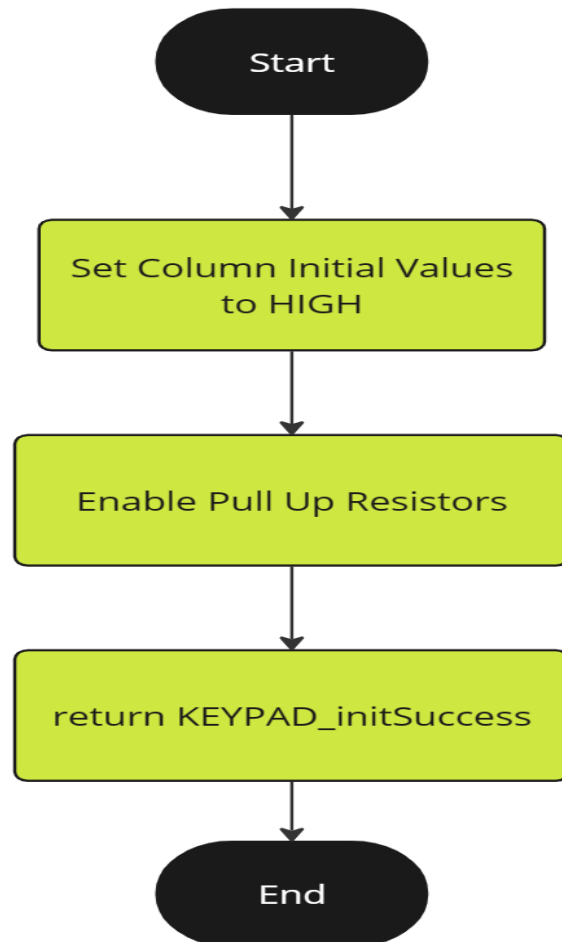 Start
Set Column Initial Values
to HIGH
Enable Pull Up Resistors
return KEYPAD_initSuccess
End